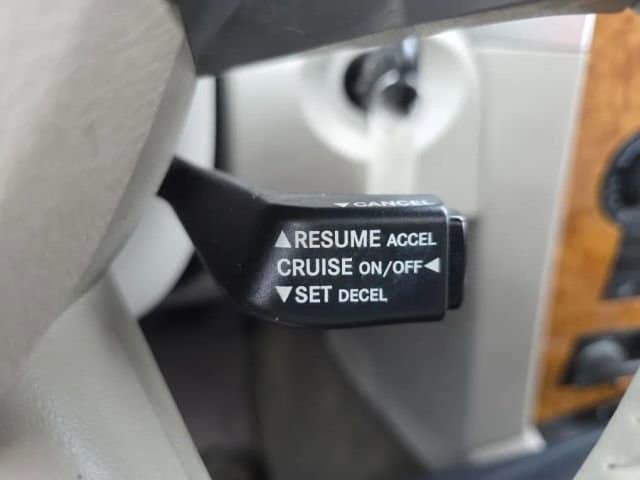 ▼CANCEL
▲RESUME ACCEL
CRUISE ON/OFF◀
▼SET DECEL